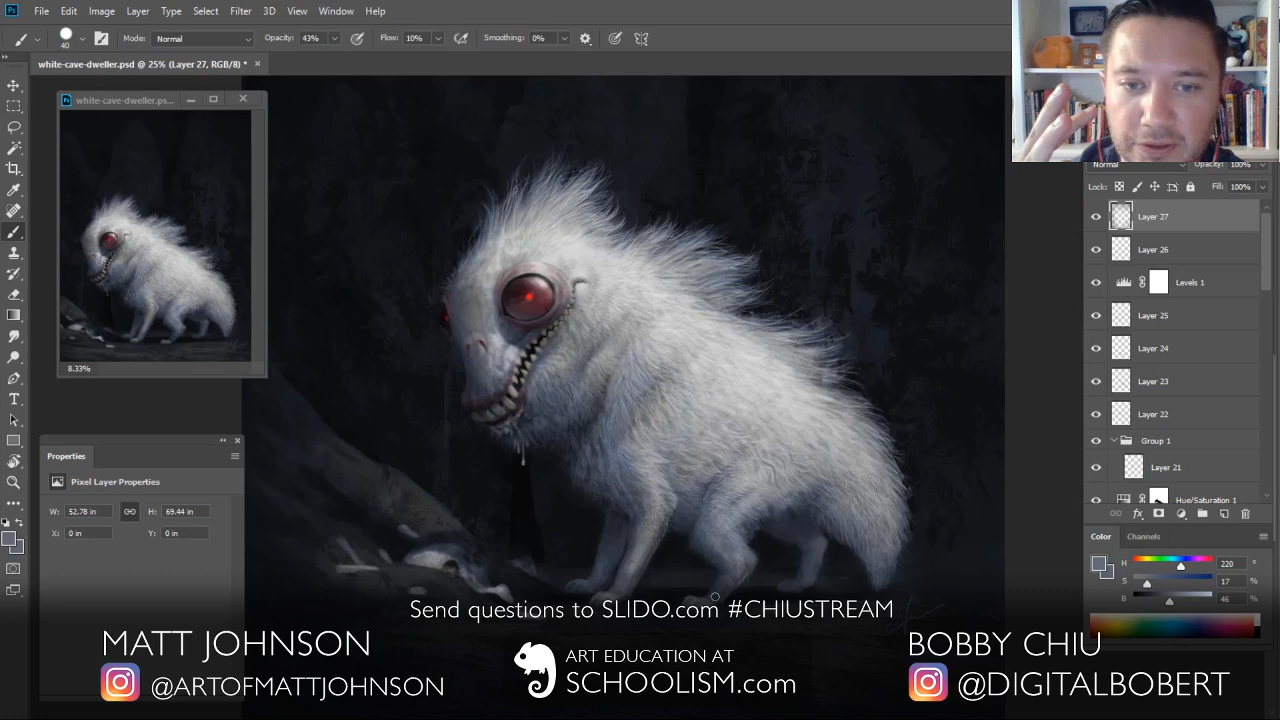 Ps File Edit Image Layer Type Select Filter 3D View Window Help
40 Mode: Normal Opacity: 43% Flow: 10% Smoothing: 0%
white-cave-dweller.psd @ 25% (Layer 27, RGB/8) *
Ps white-cave-dweller.ps...
8.33%
Normal Opacity: 100%
Lock: Fill: 100%
Layer 27
Layer 26
Levels 1
Layer 25
Layer 24
Layer 23
Layer 22
Group 1
Layer 21
Hue/Saturation 1
Properties
Pixel Layer Properties
W: 52.78 in H: 69.44 in
X: 0 in Y: 0 in
Color Channels
H 220 °
S 17 %
B 46 %
Send questions to SLIDO.com #CHIUSTREAM
MATT JOHNSON
@ARTOFMATTJOHNSON
ART EDUCATION AT
SCHOOLISM.com
BOBBY CHIU
@DIGITALBOBERT